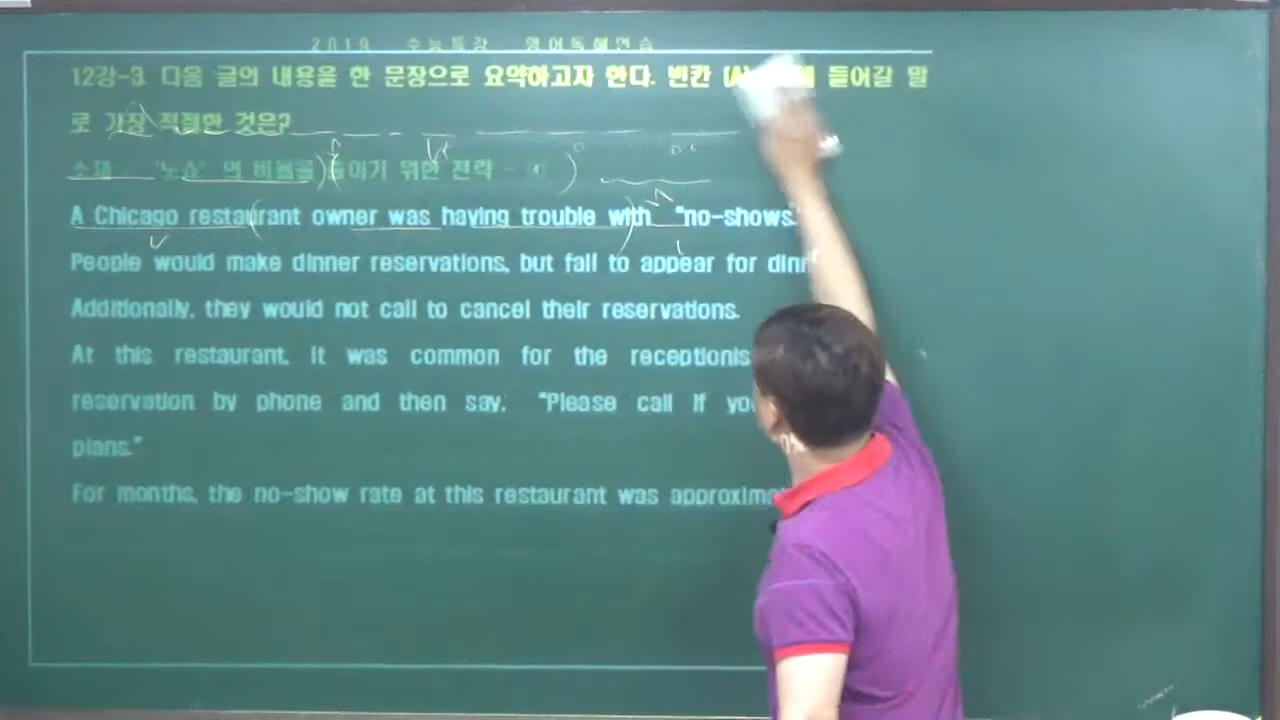 2019 수능특강 영어독해연습
12강-3. 다음 글의 내용을 한 문장으로 요약하고자 한다. 빈칸 (A) 에 들어갈 말
로 가장 적절한 것은?
소재 '노쇼' 의 비율을 줄이기 위한 전략 -
A Chicago restaurant owner was having trouble with "no-shows."
People would make dinner reservations, but fail to appear for
Additionally, they would not call to cancel their reservations.
At this restaurant, it was common for the
reservation by phone and then say, "Please call if
plans."
For months, the no-show rate at this restaurant was